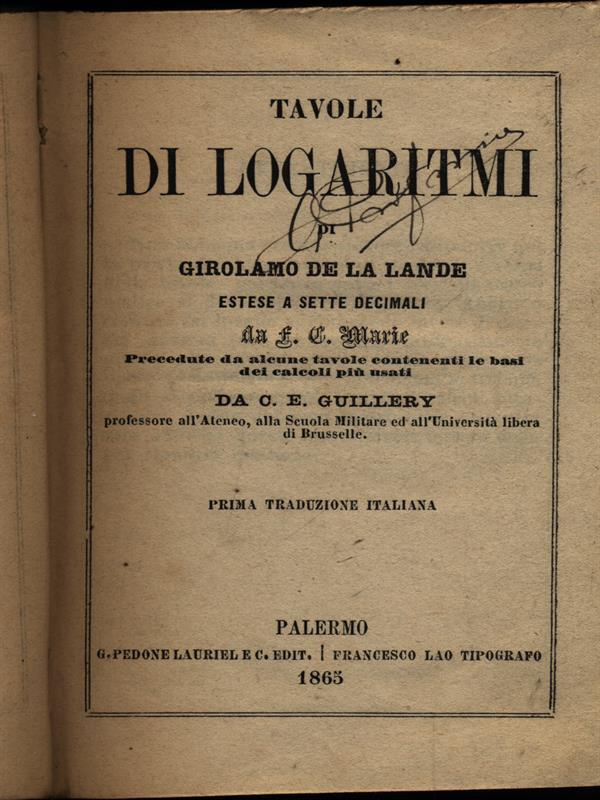 TAVOLE
DI LOGARITMI
DI
GIROLAMO DE LA LANDE
ESTESE A SETTE DECIMALI
da F. C. Marie
Precedute da alcune tavole contenenti le basi
dei calcoli più usati
DA C. E. GUILLERY
professore all'Ateneo, alla Scuola Militare ed all'Università libera
di Brusselle.
PRIMA TRADUZIONE ITALIANA
PALERMO
G. PEDONE LAURIEL E C. EDIT. | FRANCESCO LAO TIPOGRAFO
1865